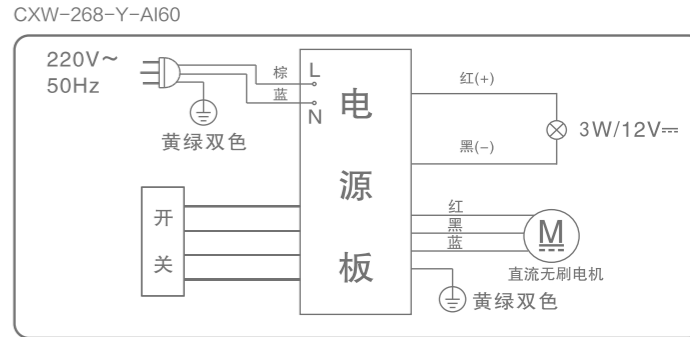 CXW-268-Y-AI60
220V~
50Hz
棕
蓝
L
N
黄绿双色
电
源
板
开
关
红(+)
黑(-)
3W/12V⎓
红
黑
蓝
M
直流无刷电机
黄绿双色